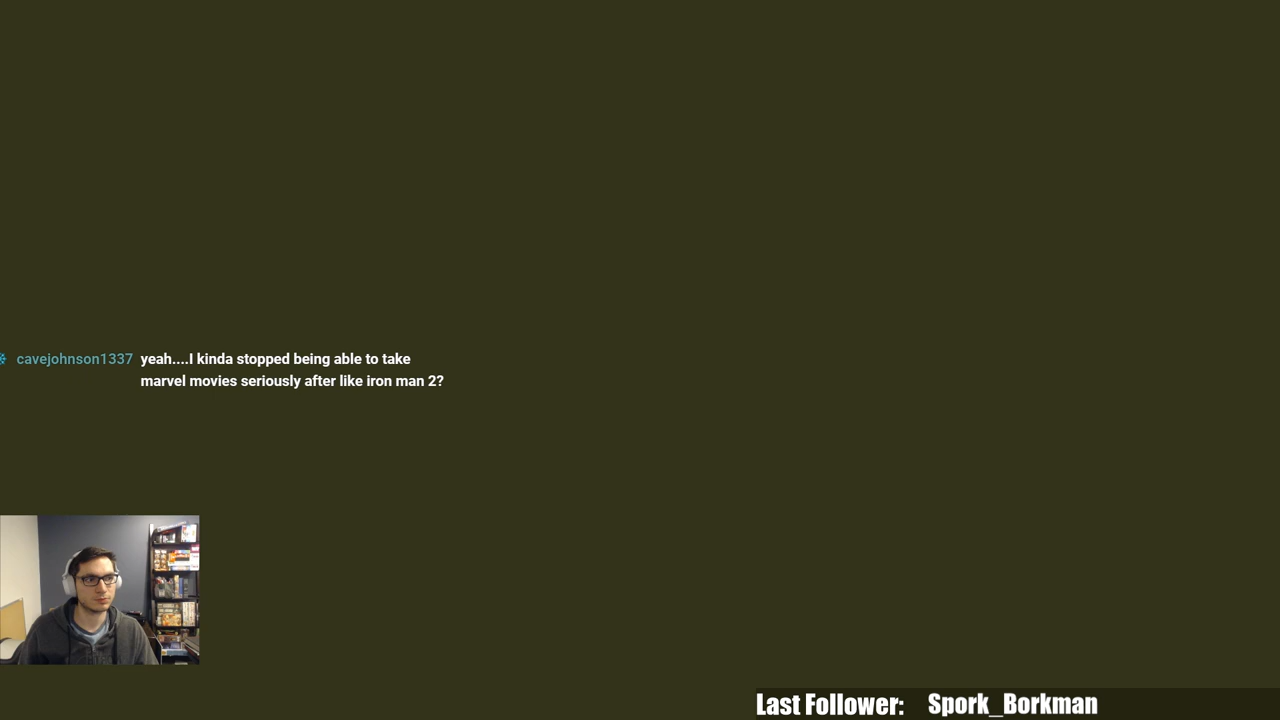 cavejohnson1337 yeah....I kinda stopped being able to take
marvel movies seriously after like iron man 2?
Last Follower: Spork_Borkman